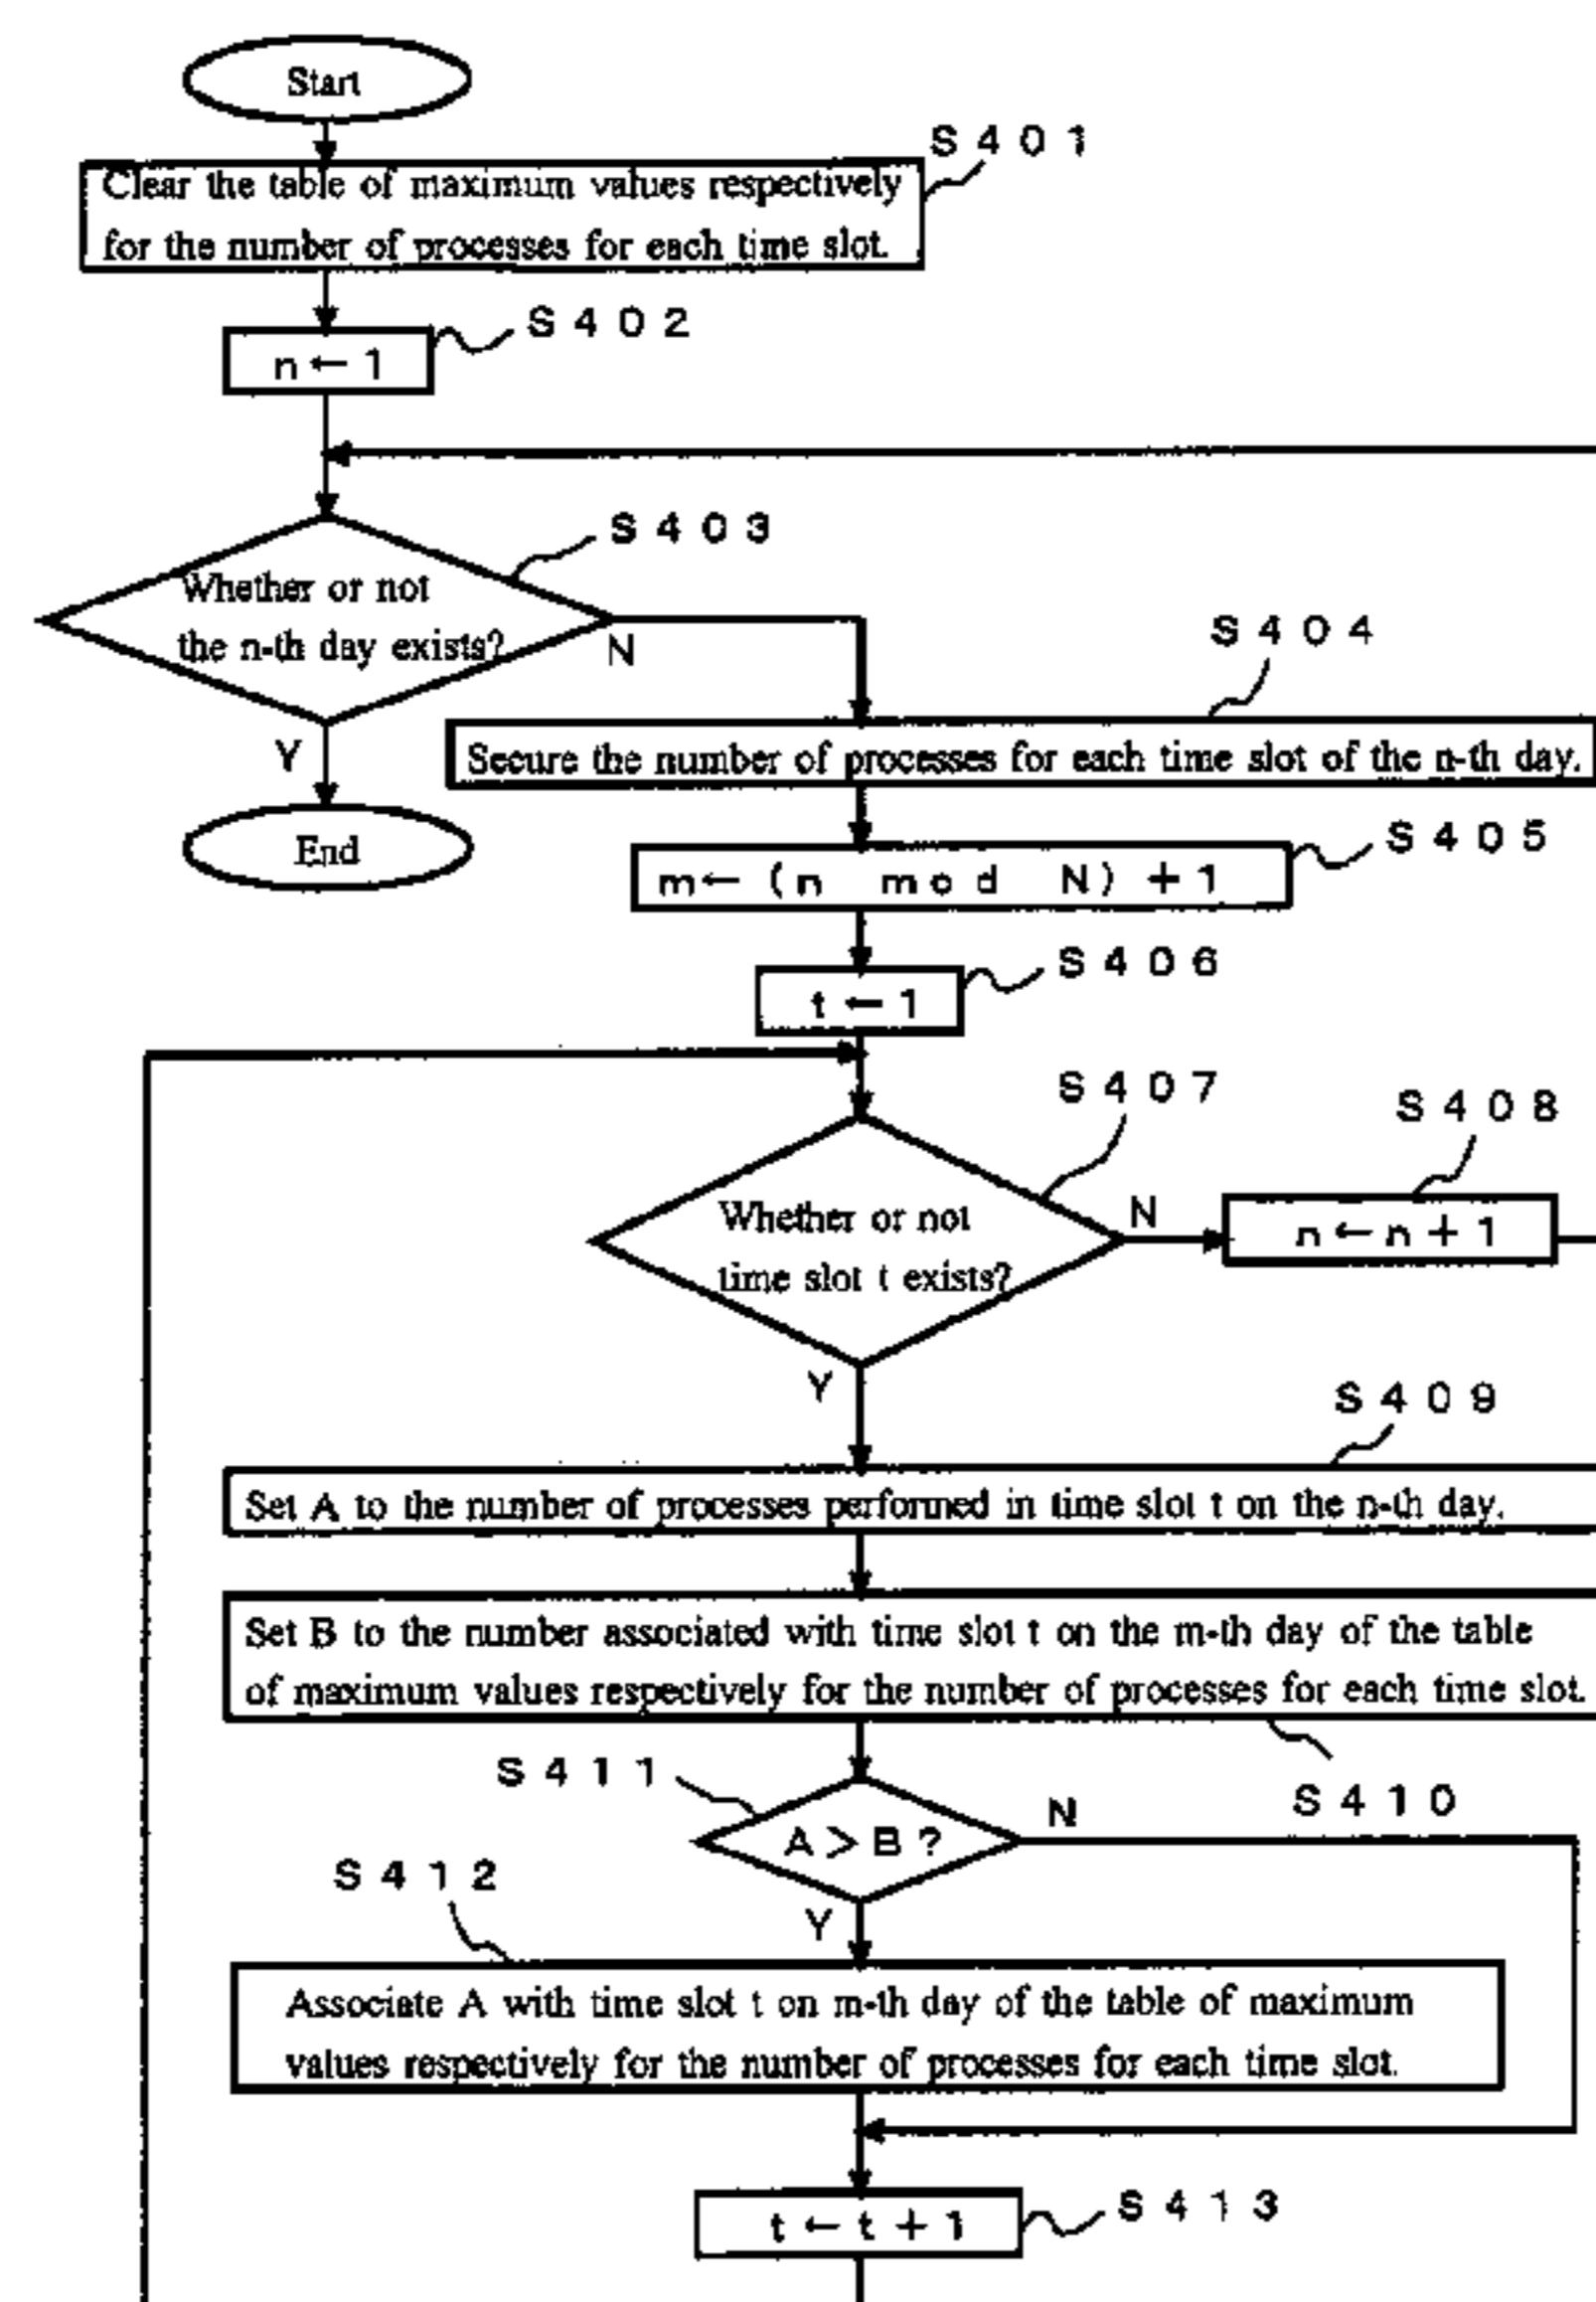 Start
S401
Clear the table of maximum values respectively
for the number of processes for each time slot.
S402
n←1
S403
Whether or not
the n-th day exists?
N
Y
End
S404
Secure the number of processes for each time slot of the n-th day.
S405
m← (n mod N) +1
S406
t←1
S407
Whether or not
time slot t exists?
N
S408
n←n+1
Y
S409
Set A to the number of processes performed in time slot t on the n-th day.
Set B to the number associated with time slot t on the m-th day of the table
of maximum values respectively for the number of processes for each time slot.
S410
S411
A>B?
N
Y
S412
Associate A with time slot t on m-th day of the table of maximum
values respectively for the number of processes for each time slot.
t←t+1
S413